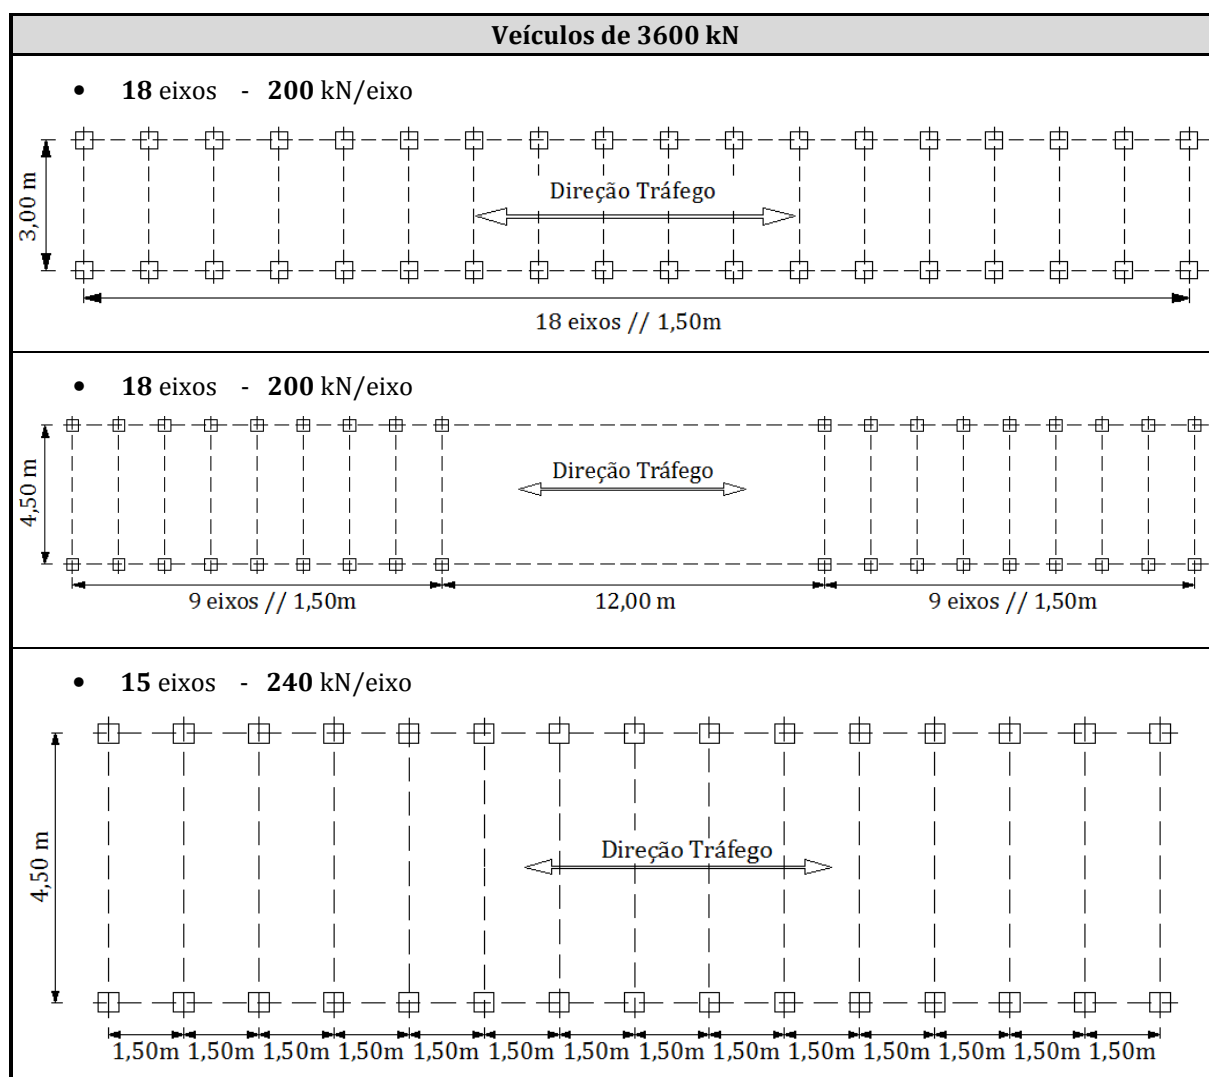 Veículos de 3600 kN
• 18 eixos - 200 kN/eixo
3,00 m
Direção Tráfego
18 eixos // 1,50m
• 18 eixos - 200 kN/eixo
4,50 m
Direção Tráfego
9 eixos // 1,50m 12,00 m 9 eixos // 1,50m
• 15 eixos - 240 kN/eixo
4,50 m
Direção Tráfego
1,50m 1,50m 1,50m 1,50m 1,50m 1,50m 1,50m 1,50m 1,50m 1,50m 1,50m 1,50m 1,50m 1,50m